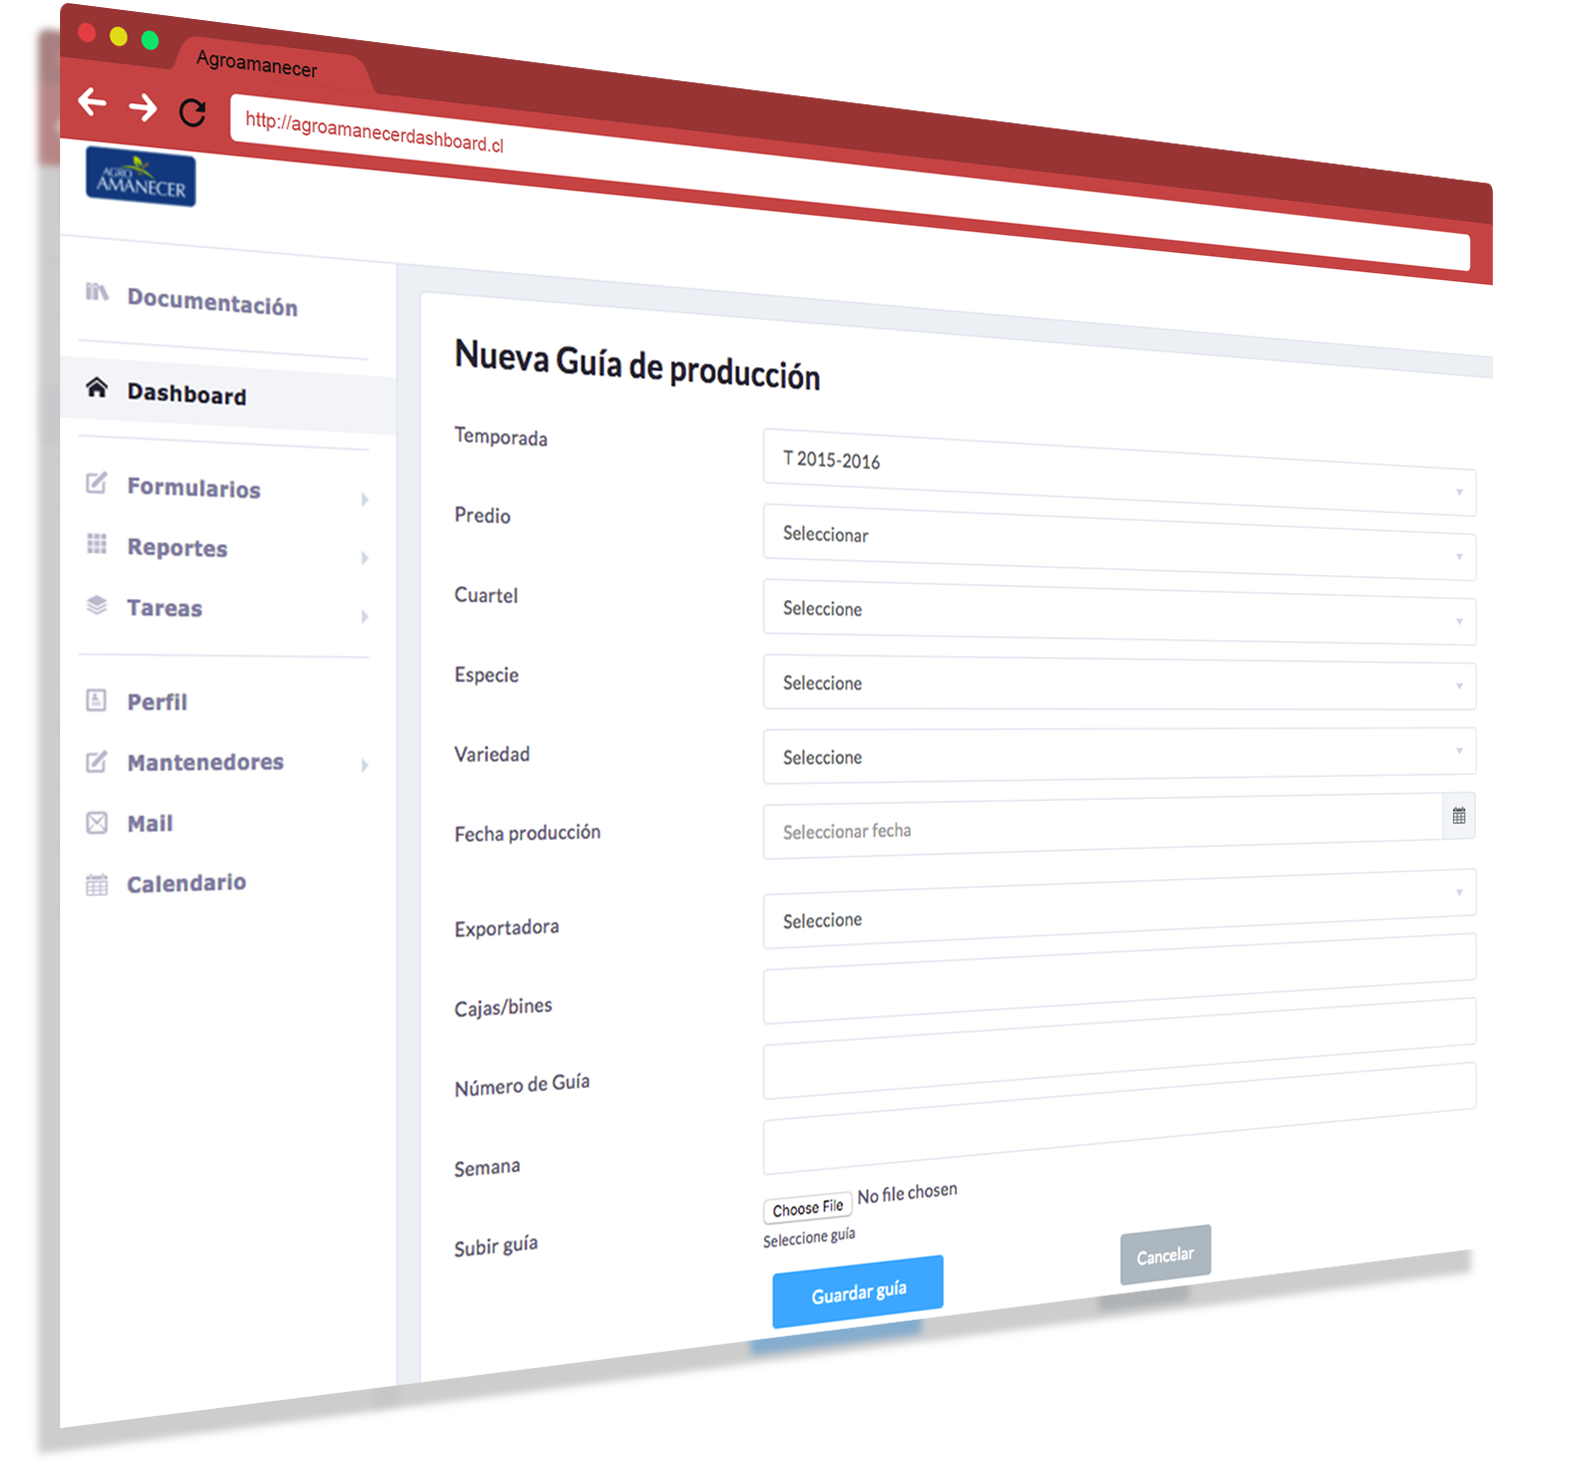 Agroamanecer
http://agroamanecerdashboard.cl
AGRO
AMANECER
Documentación
Dashboard
Formularios
Reportes
Tareas
Perfil
Mantenedores
Mail
Calendario
Nueva Guía de producción
Temporada
T 2015-2016
Predio
Seleccionar
Cuartel
Seleccione
Especie
Seleccione
Variedad
Seleccione
Fecha producción
Seleccionar fecha
Exportadora
Seleccione
Cajas/bines
Número de Guía
Semana
Subir guía
Choose File No file chosen
Seleccione guía
Guardar guía
Cancelar